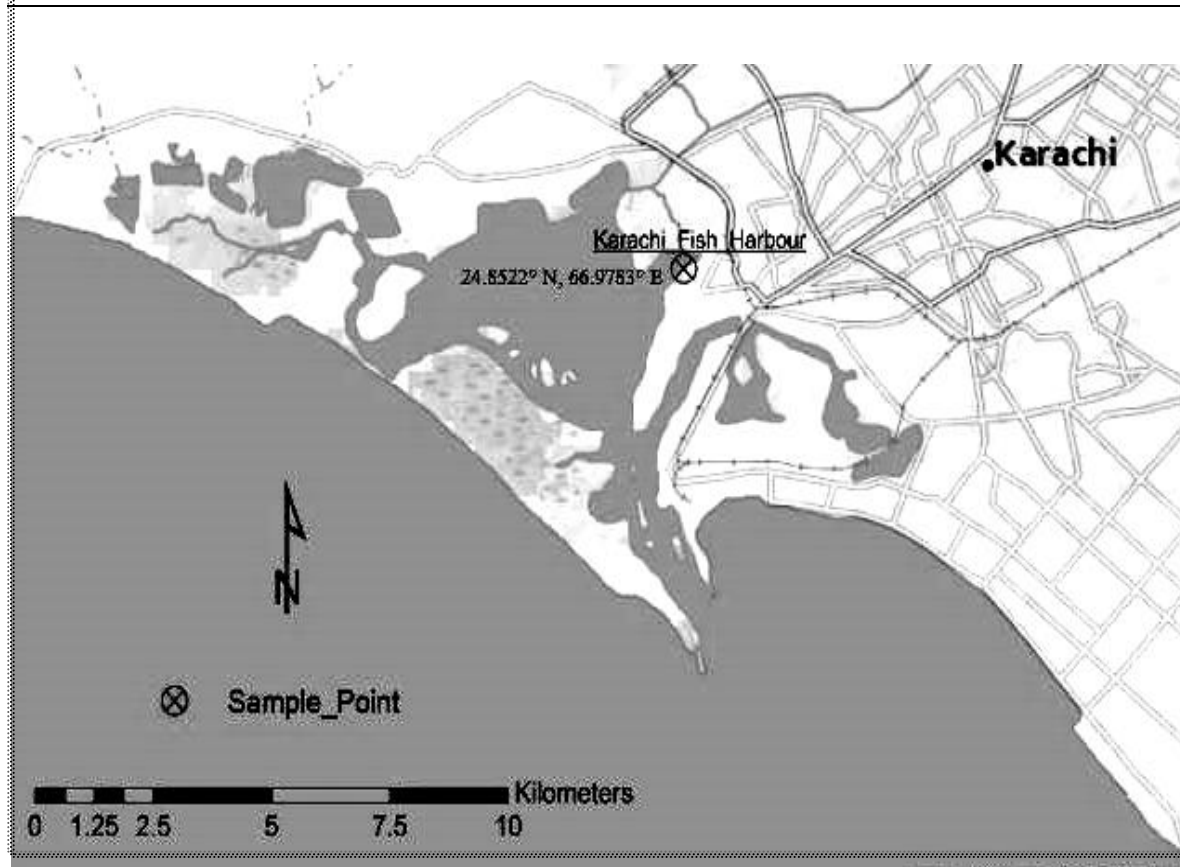 Karachi
Karachi_Fish_Harbour
24.8522° N, 66.9783° E
N
Sample_Point
Kilometers
0 1.25 2.5 5 7.5 10